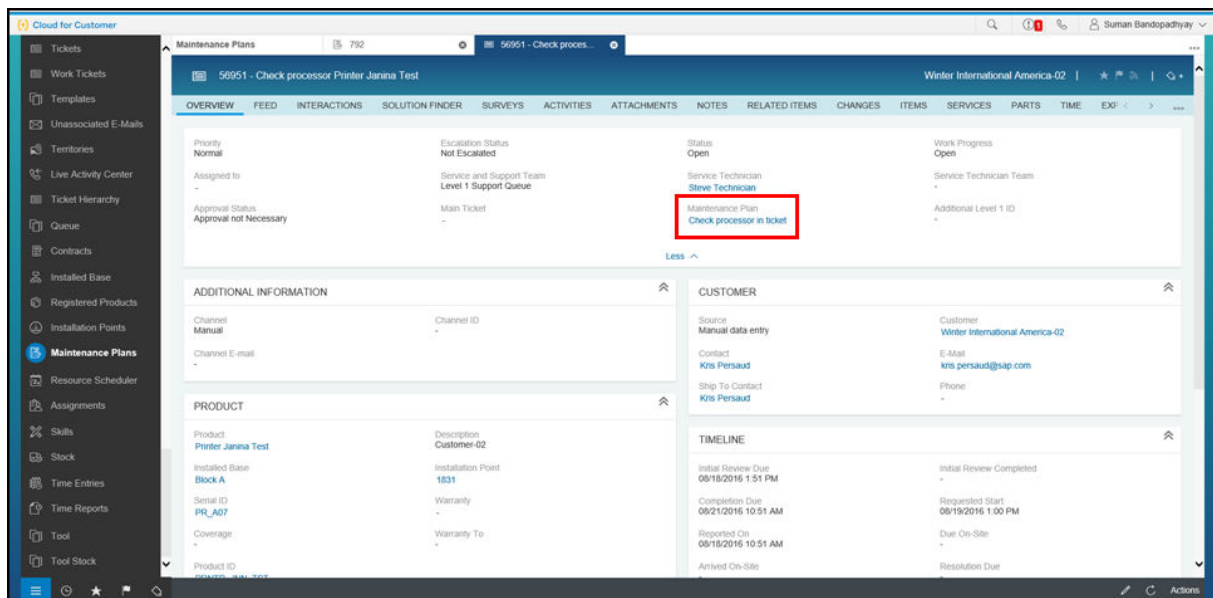 Cloud for Customer
1
Suman Bandopadhyay
Tickets
Work Tickets
Templates
Unassociated E-Mails
Territories
Live Activity Center
Ticket Hierarchy
Queue
Contracts
Installed Base
Registered Products
Installation Points
Maintenance Plans
Resource Scheduler
Assignments
Skills
Stock
Time Entries
Time Reports
Tool
Tool Stock
Maintenance Plans 792 56951 - Check proces...
56951 - Check processor Printer Janina Test Winter International America-02
OVERVIEW FEED INTERACTIONS SOLUTION FINDER SURVEYS ACTIVITIES ATTACHMENTS NOTES RELATED ITEMS CHANGES ITEMS SERVICES PARTS TIME EXF
Priority Escalation Status Status Work Progress
Normal Not Escalated Open Open
Assigned to Service and Support Team Service Technician Service Technician Team
- Level 1 Support Queue Steve Technician -
Approval Status Main Ticket Maintenance Plan Additional Level 1 ID
Approval not Necessary - Check processor in ticket -
Less
ADDITIONAL INFORMATION
Channel Channel ID
Manual -
Channel E-mail
-
PRODUCT
Product Description
Printer Janina Test Customer-02
Installed Base Installation Point
Block A 1831
Serial ID Warranty
PR_A07 -
Coverage Warranty To
- -
Product ID
CUSTOMER
Source Customer
Manual data entry Winter International America-02
Contact E-Mail
Kris Persaud kris.persaud@sap.com
Ship To Contact Phone
Kris Persaud -
TIMELINE
Initial Review Due Initial Review Completed
08/18/2016 1:51 PM -
Completion Due Requested Start
08/21/2016 10:51 AM 08/19/2016 1:00 PM
Reported On Due On-Site
08/18/2016 10:51 AM -
Arrived On-Site Resolution Due
Actions